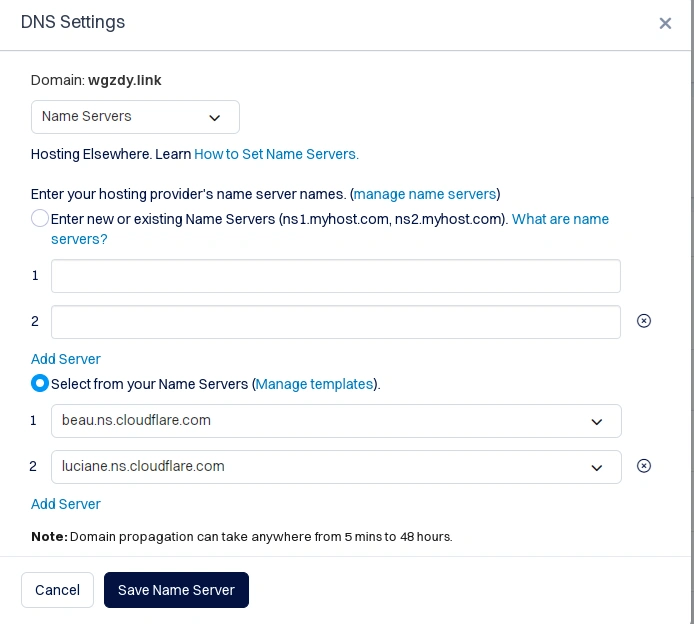 DNS Settings
Domain: wgzdy.link
Name Servers
Hosting Elsewhere. Learn How to Set Name Servers.
Enter your hosting provider's name server names. (manage name servers)
Enter new or existing Name Servers (ns1.myhost.com, ns2.myhost.com). What are name
servers?
1
2
Add Server
Select from your Name Servers (Manage templates).
1 beau.ns.cloudflare.com
2 luciane.ns.cloudflare.com
Add Server
Note: Domain propagation can take anywhere from 5 mins to 48 hours.
Cancel Save Name Server